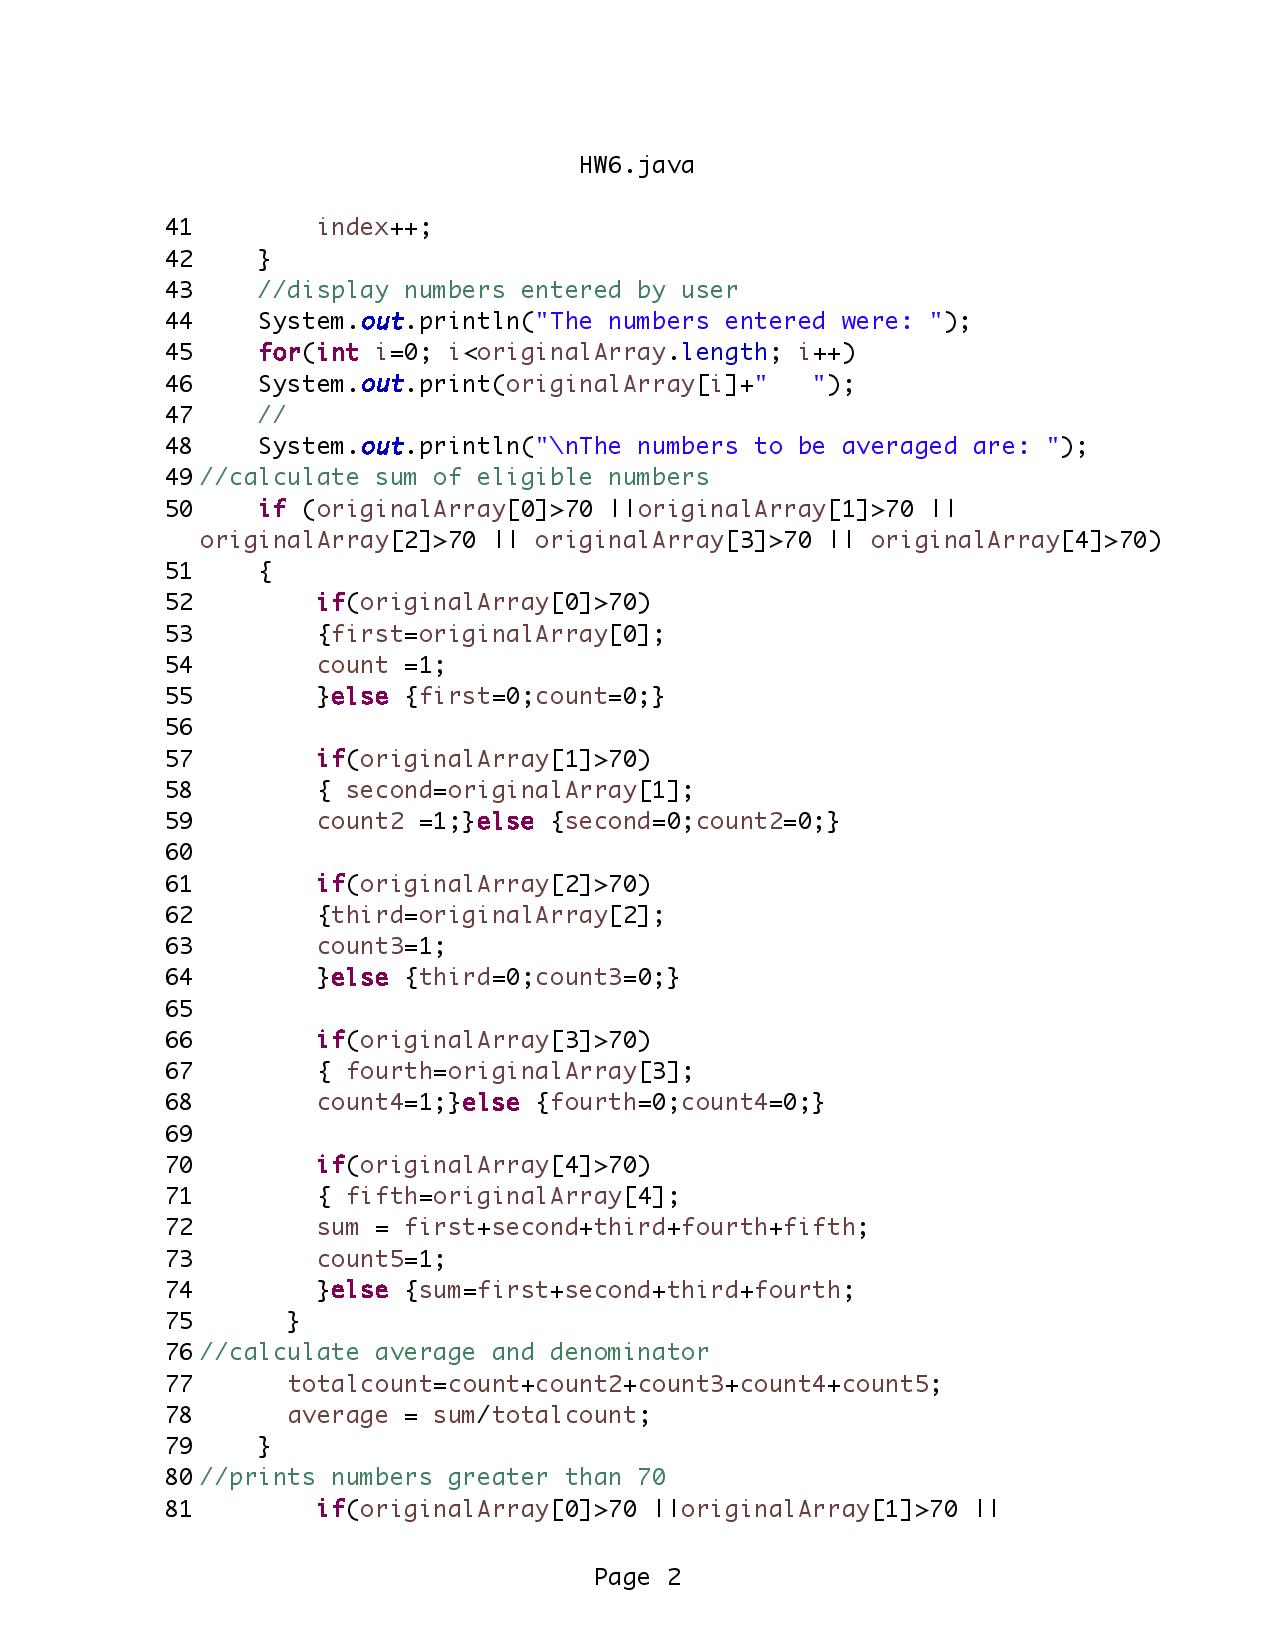 HW6.java
41        index++;
42    }
43    //display numbers entered by user
44    System.out.println("The numbers entered were: ");
45    for(int i=0; i<originalArray.length; i++)
46    System.out.print(originalArray[i]+"   ");
47    //
48    System.out.println("\nThe numbers to be averaged are: ");
49//calculate sum of eligible numbers
50    if (originalArray[0]>70 ||originalArray[1]>70 ||
originalArray[2]>70 || originalArray[3]>70 || originalArray[4]>70)
51    {
52        if(originalArray[0]>70)
53        {first=originalArray[0];
54        count =1;
55        }else {first=0;count=0;}
56
57        if(originalArray[1]>70)
58        { second=originalArray[1];
59        count2 =1;}else {second=0;count2=0;}
60
61        if(originalArray[2]>70)
62        {third=originalArray[2];
63        count3=1;
64        }else {third=0;count3=0;}
65
66        if(originalArray[3]>70)
67        { fourth=originalArray[3];
68        count4=1;}else {fourth=0;count4=0;}
69
70        if(originalArray[4]>70)
71        { fifth=originalArray[4];
72        sum = first+second+third+fourth+fifth;
73        count5=1;
74        }else {sum=first+second+third+fourth;
75      }
76//calculate average and denominator
77      totalcount=count+count2+count3+count4+count5;
78      average = sum/totalcount;
79    }
80//prints numbers greater than 70
81        if(originalArray[0]>70 ||originalArray[1]>70 ||
Page 2